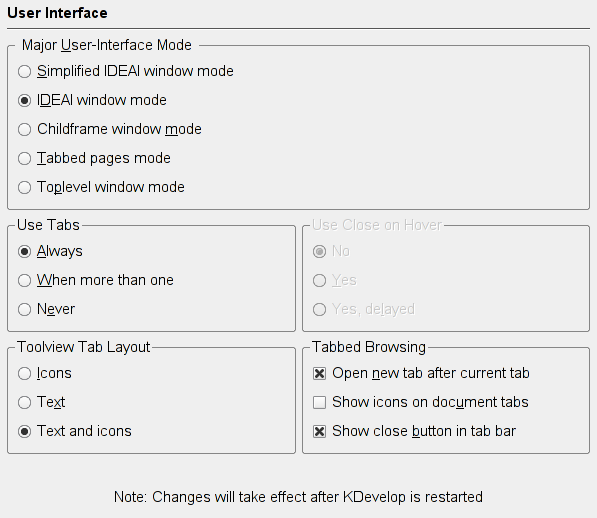 User Interface
Major User-Interface Mode
Simplified IDEAl window mode
IDEAl window mode
Childframe window mode
Tabbed pages mode
Toplevel window mode
Use Tabs
Always
When more than one
Never
Use Close on Hover
No
Yes
Yes, delayed
Toolview Tab Layout
Icons
Text
Text and icons
Tabbed Browsing
Open new tab after current tab
Show icons on document tabs
Show close button in tab bar
Note: Changes will take effect after KDevelop is restarted